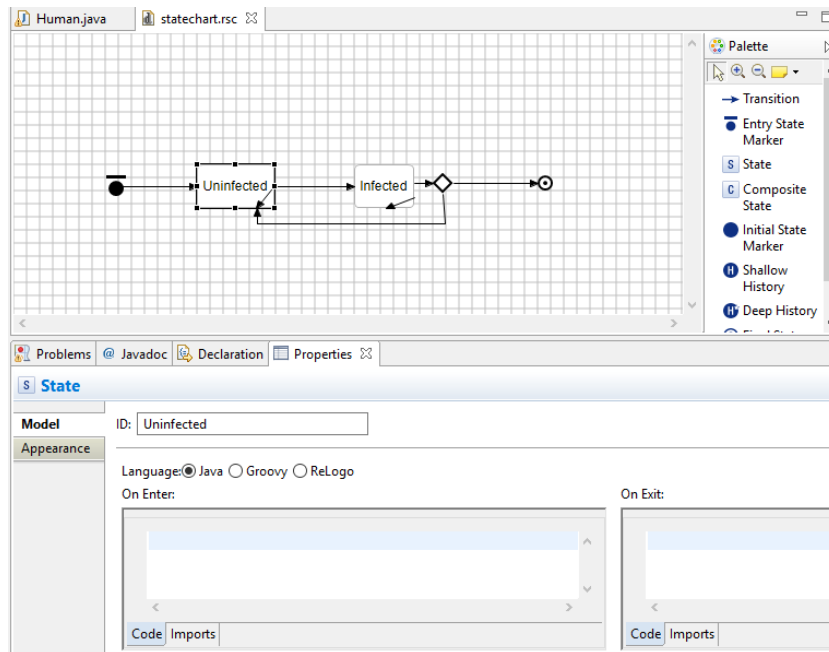 Human.java
statechart.rsc
Palette
Transition
Entry State
Marker
S State
C Composite
State
Initial State
Marker
H Shallow
History
H* Deep History
Uninfected
Infected
Problems @ Javadoc Declaration Properties
S State
Model
Appearance
ID: Uninfected
Language: Java Groovy ReLogo
On Enter:
On Exit:
Code Imports
Code Imports